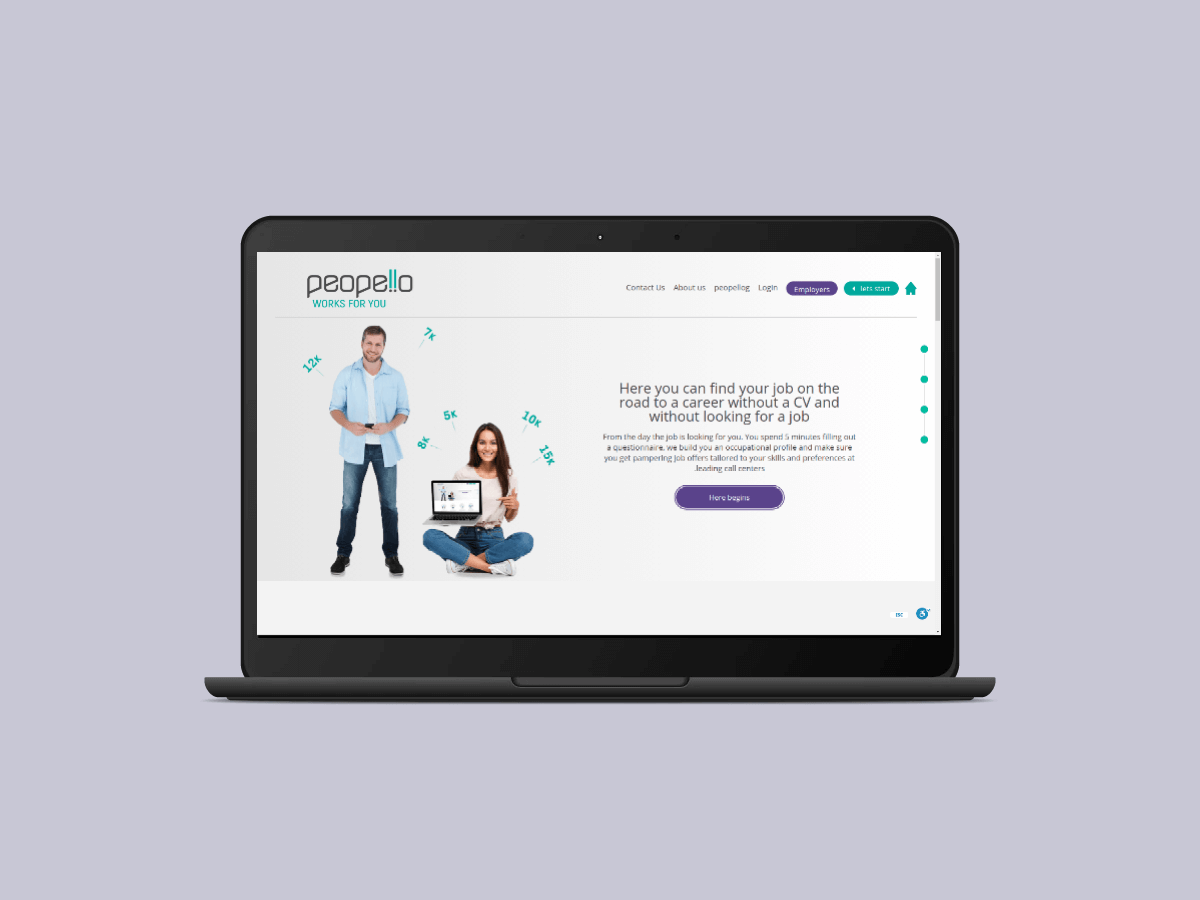 peopello
WORKS FOR YOU
Contact Us About us peopellog Login Employers lets start
7K
12K
5K
10K
8K
15K
Here you can find your job on the
road to a career without a CV and
without looking for a job
From the day the job is looking for you. You spend 5 minutes filling out
a questionnaire, we build you an occupational profile and make sure
you get pampering job offers tailored to your skills and preferences at
.leading call centers
Here begins